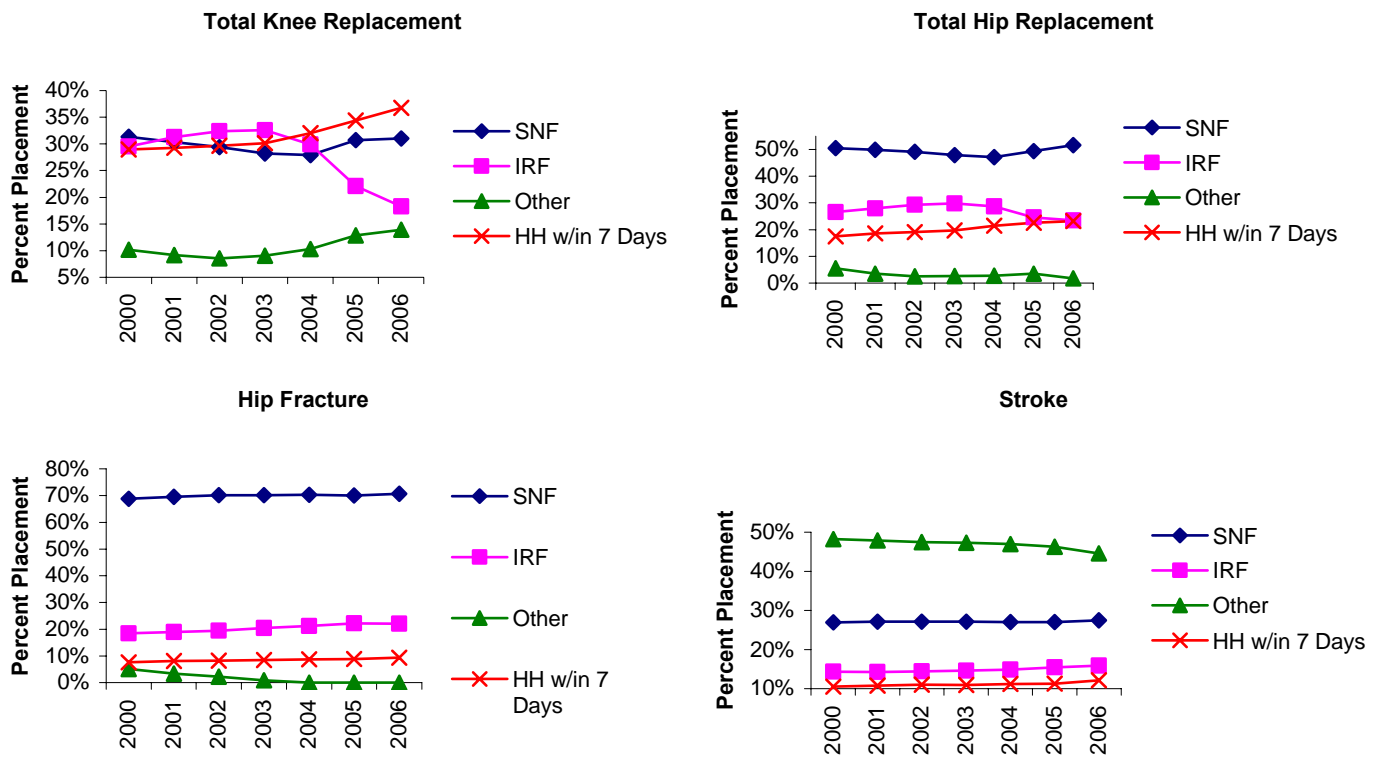 Total Knee Replacement
Percent Placement
40%
35%
30%
25%
20%
15%
10%
5%
2000
2001
2002
2003
2004
2005
2006
SNF
IRF
Other
HH w/in 7 Days
Total Hip Replacement
Percent Placement
50%
40%
30%
20%
10%
0%
2000
2001
2002
2003
2004
2005
2006
SNF
IRF
Other
HH w/in 7 Days
Hip Fracture
Percent Placement
80%
70%
60%
50%
40%
30%
20%
10%
0%
2000
2001
2002
2003
2004
2005
2006
SNF
IRF
Other
HH w/in 7
Days
Stroke
Percent Placement
50%
40%
30%
20%
10%
2000
2001
2002
2003
2004
2005
2006
SNF
IRF
Other
HH w/in 7 Days